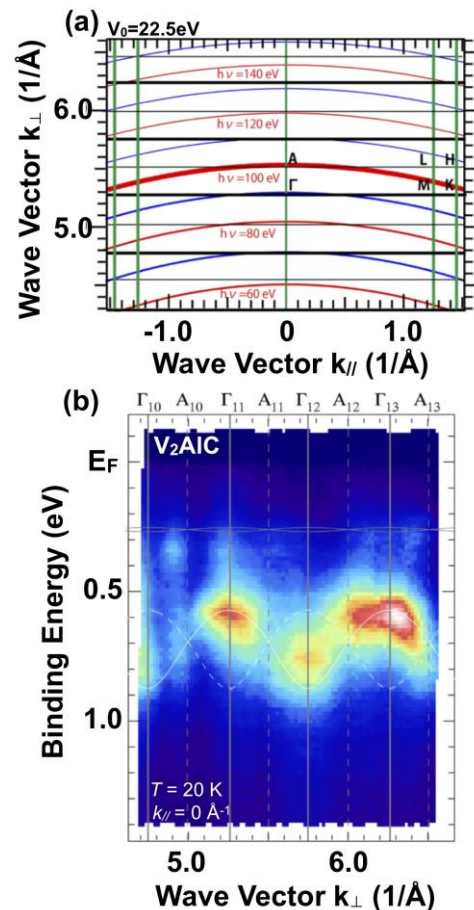 (a) V₀=22.5eV
Wave Vector k⊥ (1/Å)
6.0
5.0
hν=140 eV
hν=120 eV
A L H
hν=100 eV
Γ M K
hν=80 eV
hν=60 eV
-1.0 0 1.0
Wave Vector k∥ (1/Å)
(b) Γ₁₀ A₁₀ Γ₁₁ A₁₁ Γ₁₂ A₁₂ Γ₁₃ A₁₃
V₂AlC
Binding Energy (eV)
E_F
0.5
1.0
T = 20 K
k∥ = 0 Å⁻¹
5.0 6.0
Wave Vector k⊥ (1/Å)